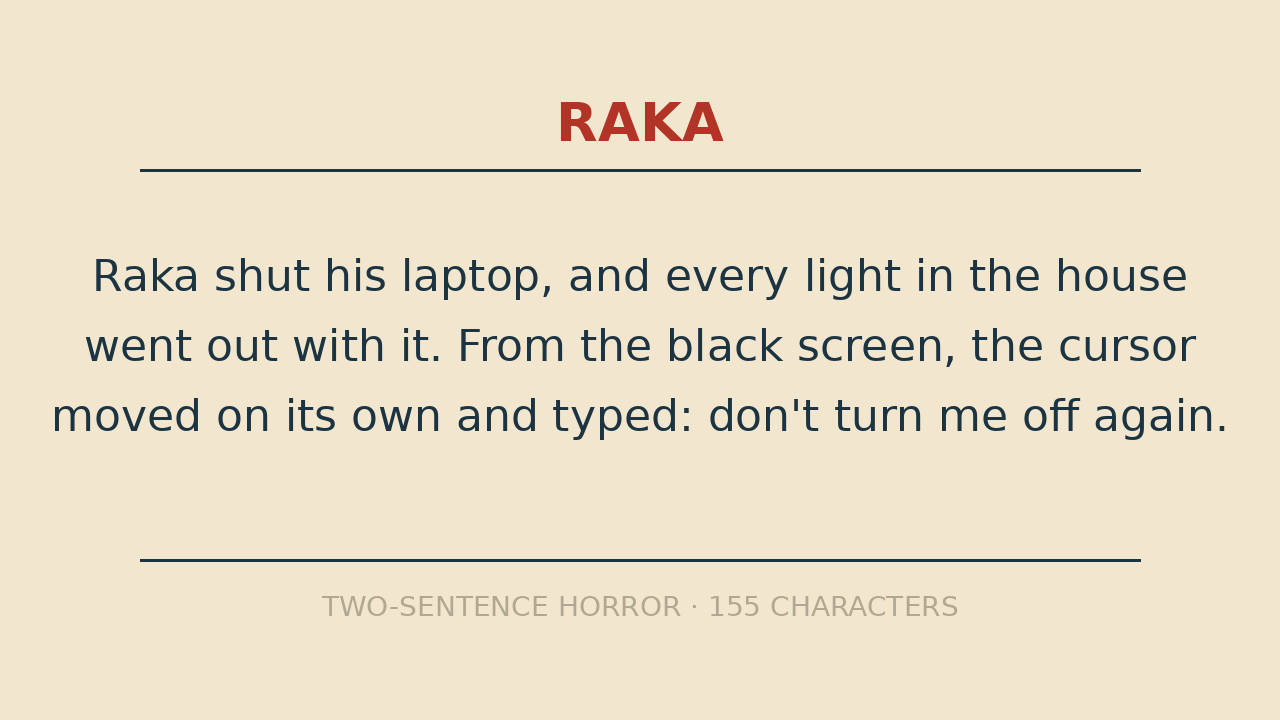 RAKA
Raka shut his laptop, and every light in the house
went out with it. From the black screen, the cursor
moved on its own and typed: don't turn me off again.
TWO-SENTENCE HORROR · 155 CHARACTERS